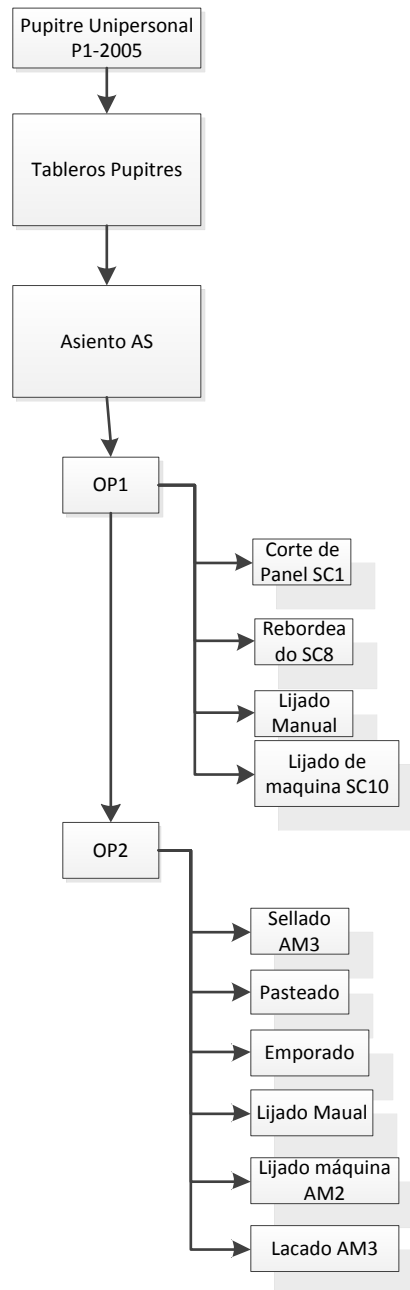 Pupitre Unipersonal
P1-2005
Tableros Pupitres
Asiento AS
OP1
Corte de
Panel SC1
Rebordea
do SC8
Lijado
Manual
Lijado de
maquina SC10
OP2
Sellado
AM3
Pasteado
Emporado
Lijado Maual
Lijado máquina
AM2
Lacado AM3